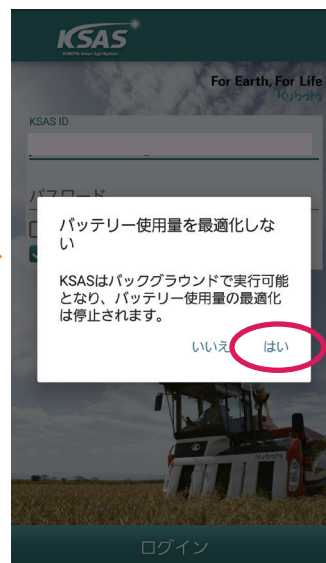 KSAS
KUBOTA Smart Agri System
For Earth, For Life
Kubota
KSAS ID
パスワード
バッテリー使用量を最適化しな
い
KSASはバックグラウンドで実行可能
となり、バッテリー使用量の最適化
は停止されます。
いいえ はい
Kubota
ログイン